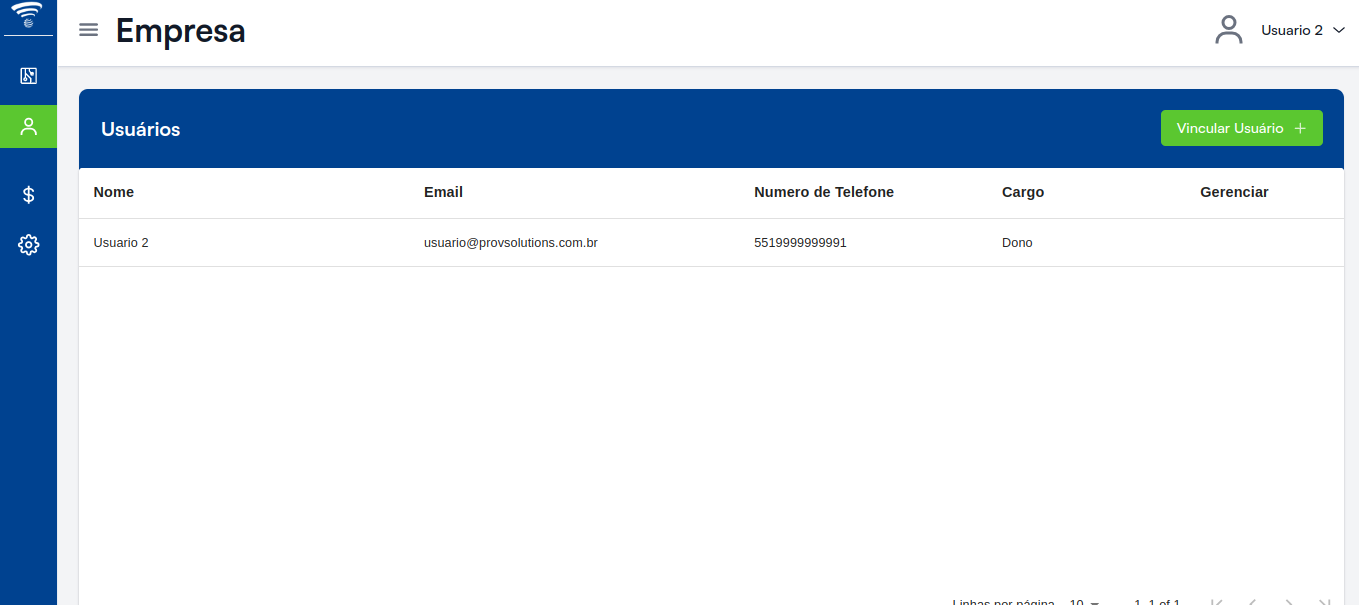 Empresa
Usuario 2
Usuários
Vincular Usuário
Nome Email Numero de Telefone Cargo Gerenciar
Usuario 2 usuario@provsolutions.com.br 5519999999991 Dono
Linhas por página 10 1-1 of 1